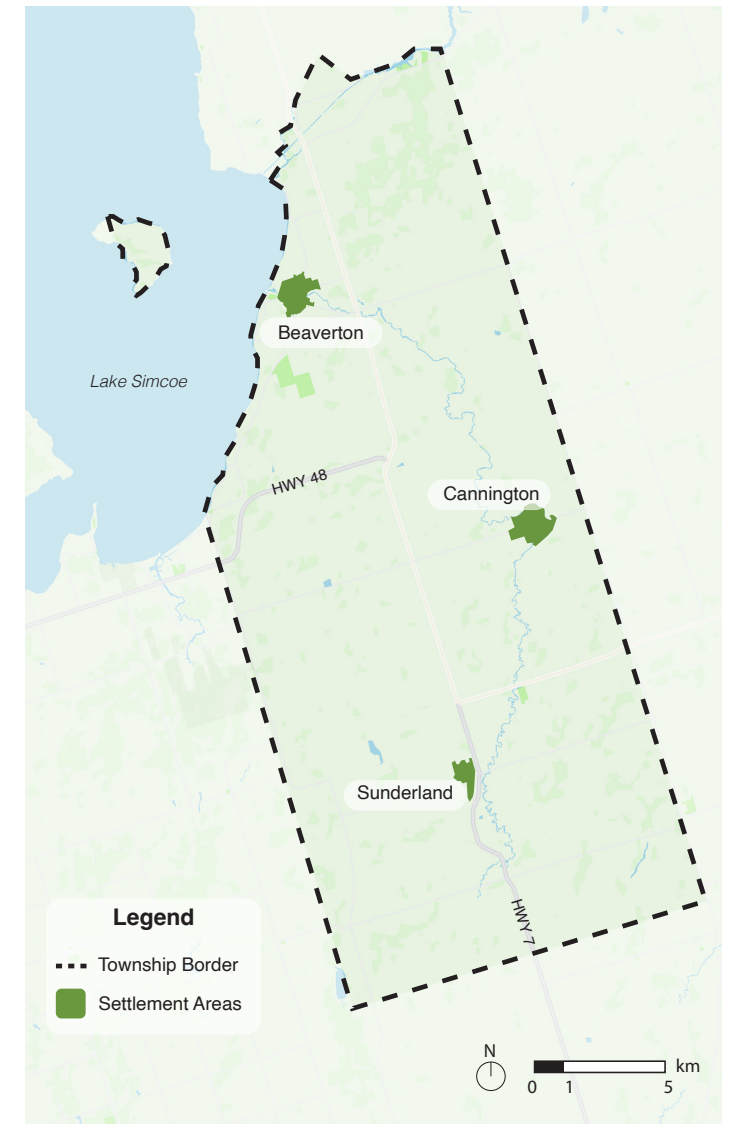 Beaverton
Lake Simcoe
HWY 48
Cannington
Sunderland
HWY 7
Legend
Township Border
Settlement Areas
N
km
0 1 5